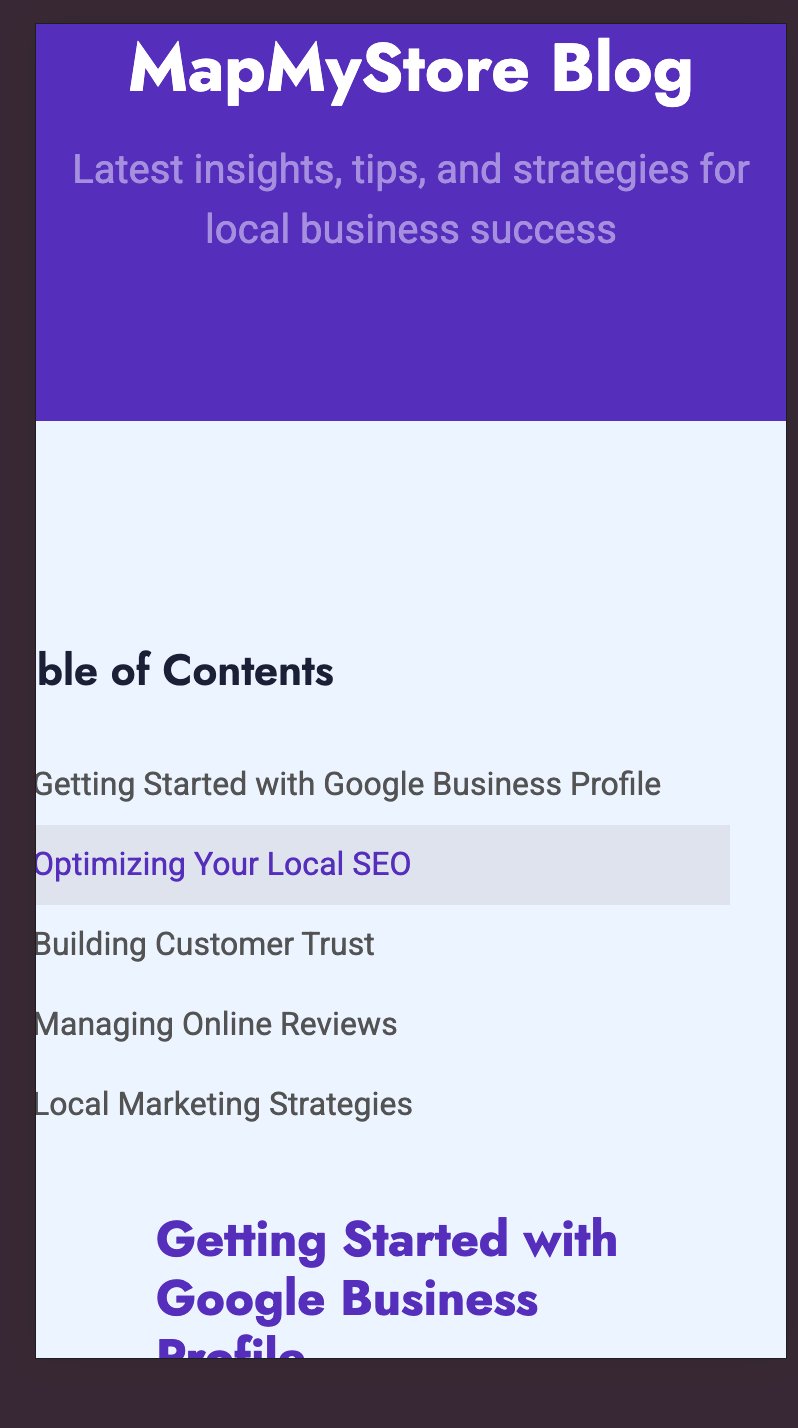 MapMyStore Blog
Latest insights, tips, and strategies for
local business success
ble of Contents
Getting Started with Google Business Profile
Optimizing Your Local SEO
Building Customer Trust
Managing Online Reviews
Local Marketing Strategies
Getting Started with
Google Business
Profile